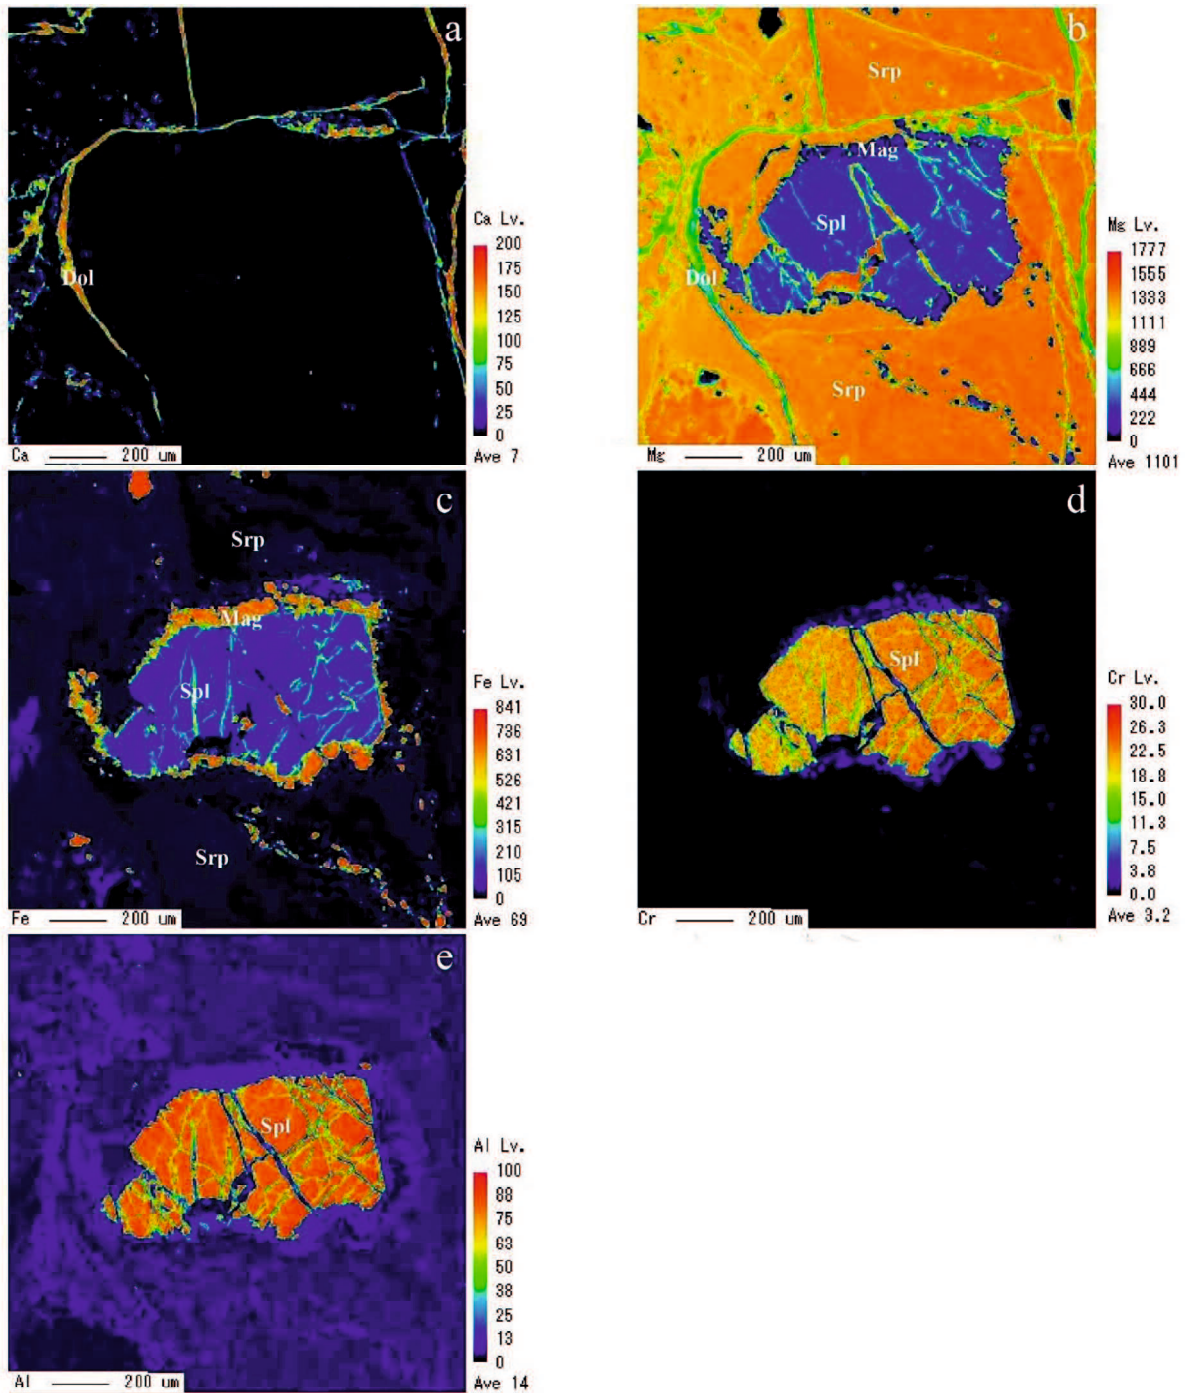 a
Dol
Ca Lv.
200
175
150
125
100
75
50
25
0
Ave 7
Ca 200 um
b
Srp
Mag
Spl
Dol
Srp
Mg Lv.
1777
1555
1333
1111
889
666
444
222
0
Ave 1101
Mg 200 um
c
Srp
Mag
Spl
Srp
Fe Lv.
841
736
631
526
421
315
210
105
0
Ave 69
Fe 200 um
d
Spl
Cr Lv.
30.0
26.3
22.5
18.8
15.0
11.3
7.5
3.8
0.0
Ave 3.2
Cr 200 um
e
Spl
Al Lv.
100
88
75
63
50
38
25
13
0
Ave 14
Al 200 um